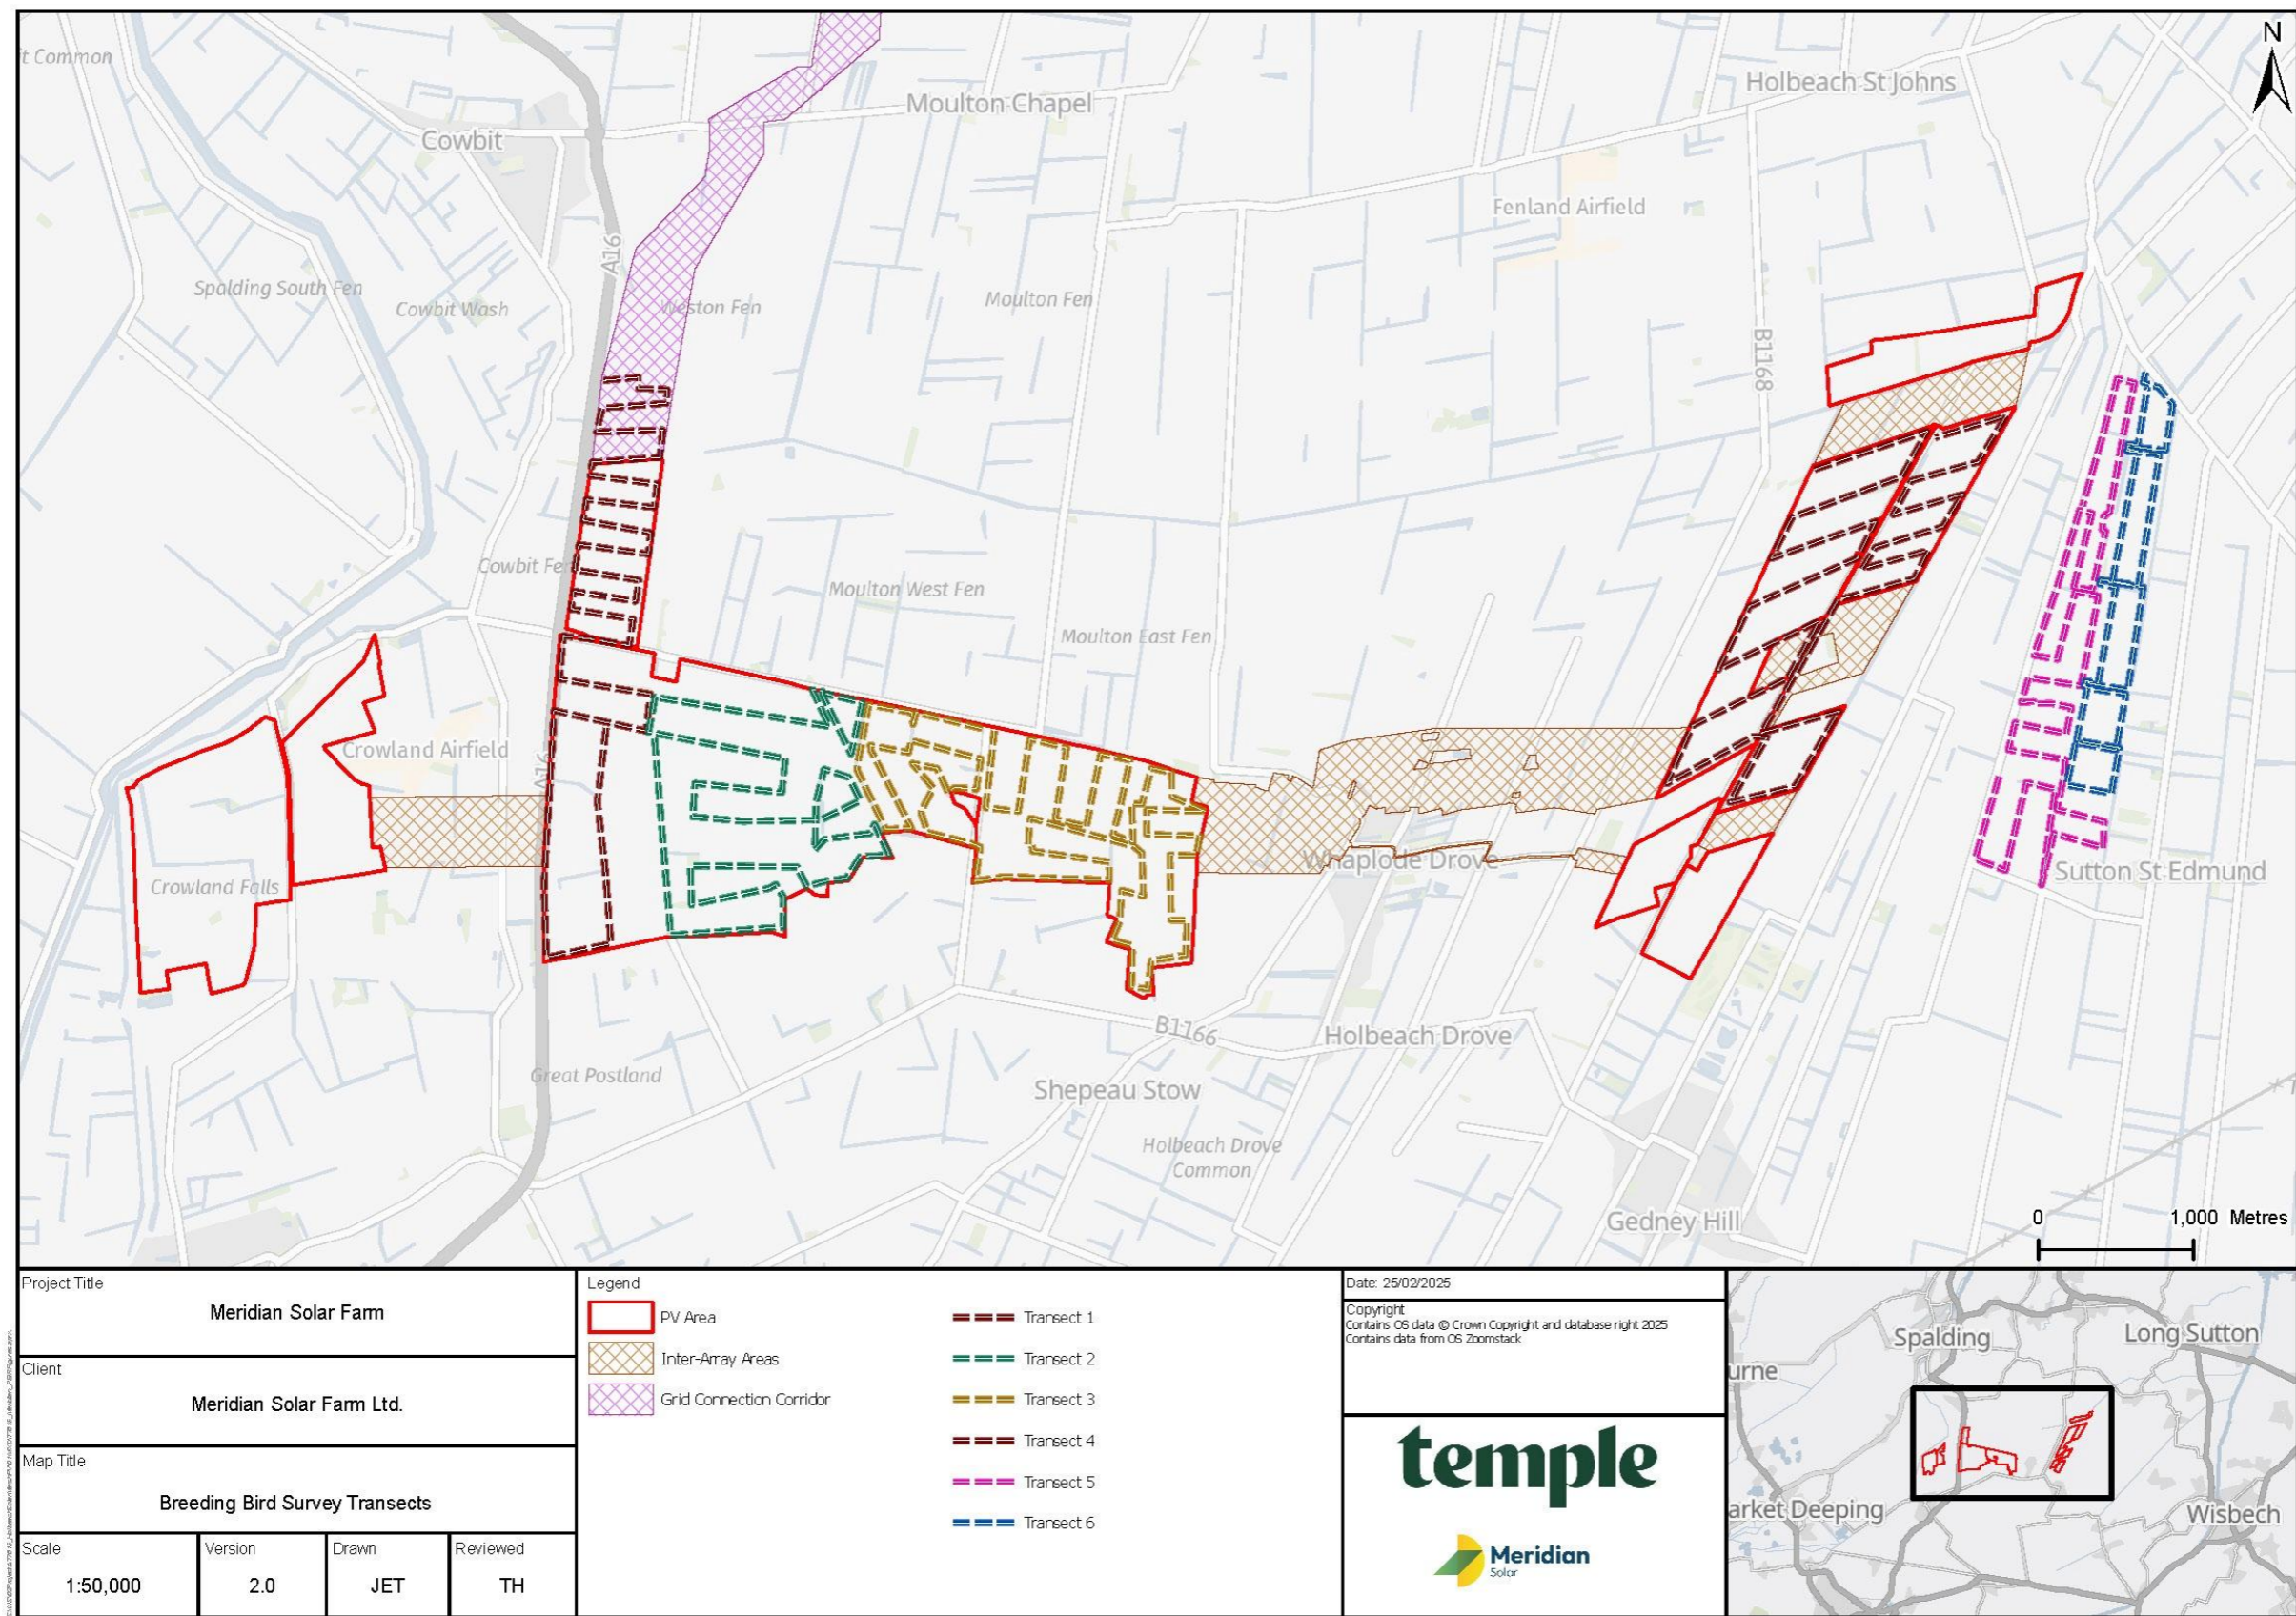 N
t Common
Moulton Chapel
Holbeach St Johns
Cowbit
Fenland Airfield
A16
Spalding South Fen
Cowbit Wash
Weston Fen
Moulton Fen
B1168
Cowbit Fen
Moulton West Fen
Moulton East Fen
Crowland Airfield
A16
Crowland Falls
Whaplode Drove
Sutton St Edmund
B1166
Holbeach Drove
Great Postland
Shepeau Stow
Holbeach Drove
Common
Gedney Hill
0 1,000 Metres
Project Title
Meridian Solar Farm
Client
Meridian Solar Farm Ltd.
Map Title
Breeding Bird Survey Transects
Scale
1:50,000
Version
2.0
Drawn
JET
Reviewed
TH
Legend
PV Area
Inter-Array Areas
Grid Connection Corridor
Transect 1
Transect 2
Transect 3
Transect 4
Transect 5
Transect 6
Date: 25/02/2025
Copyright
Contains OS data © Crown Copyright and database right 2025
Contains data from OS Zoomstack
temple
Meridian
Solar
Spalding
Long Sutton
urne
arket Deeping
Wisbech